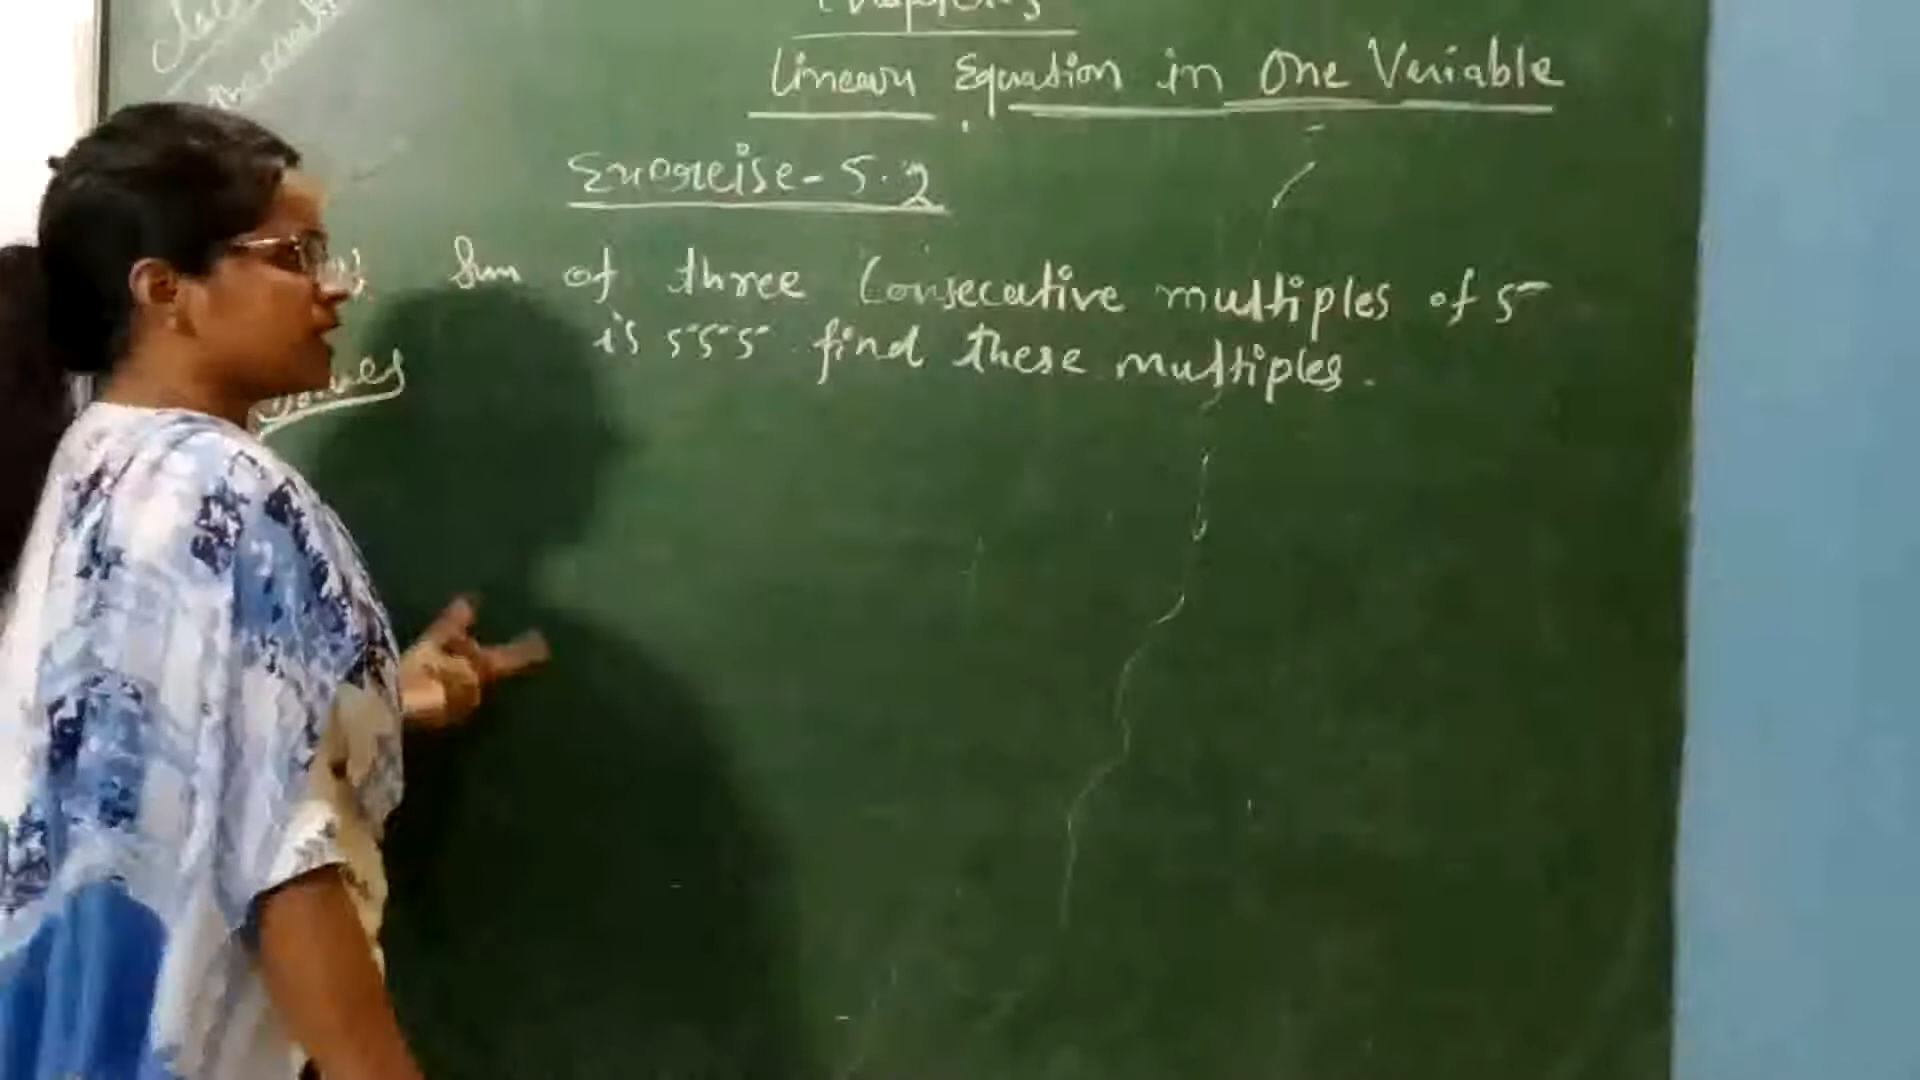 Linear Equation in One Variable
Exercise - 5.2
Sum of three Consecutive multiples of 5
is 555 find these multiples.